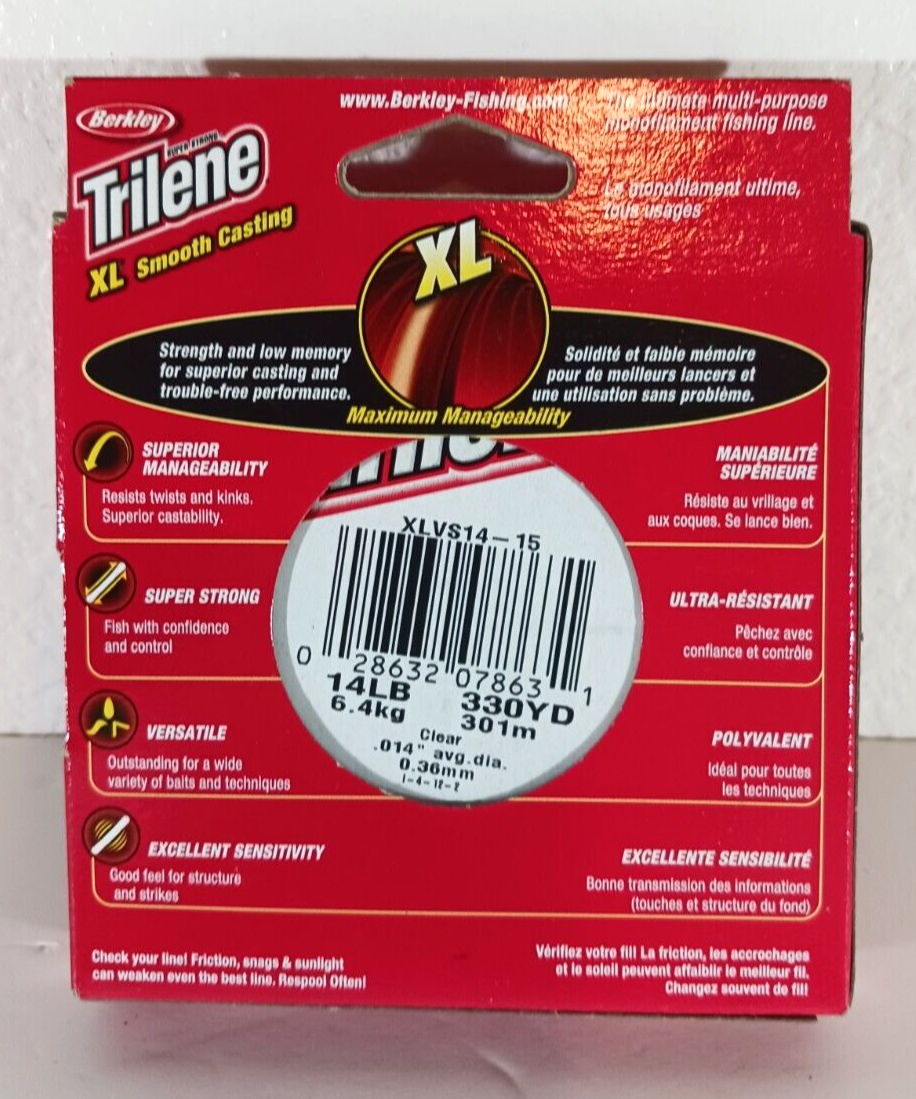 www.Berkley-Fishing.com
The ultimate multi-purpose
monofilament fishing line.
Le monofilament ultime,
tous usages
Berkley
SUPER STRONG
Trilene
XL Smooth Casting
XL
Strength and low memory
for superior casting and
trouble-free performance.
Solidité et faible mémoire
pour de meilleurs lancers et
une utilisation sans problème.
Maximum Manageability
SUPERIOR
MANAGEABILITY
Resists twists and kinks.
Superior castability.
MANIABILITÉ
SUPÉRIEURE
Résiste au vrillage et
aux coques. Se lance bien.
XLVS14-15
0 28632 07863 1
14LB 330YD
6.4kg 301m
Clear
.014" avg.dia.
0.36mm
1-4-12-2
SUPER STRONG
Fish with confidence
and control
ULTRA-RÉSISTANT
Pêchez avec
confiance et contrôle
VERSATILE
Outstanding for a wide
variety of baits and techniques
POLYVALENT
Idéal pour toutes
les techniques
EXCELLENT SENSITIVITY
Good feel for structure
and strikes
EXCELLENTE SENSIBILITÉ
Bonne transmission des informations
(touches et structure du fond)
Check your line! Friction, snags & sunlight
can weaken even the best line. Respool Often!
Vérifiez votre fil! La friction, les accrochages
et le soleil peuvent affaiblir le meilleur fil.
Changez souvent de fil!